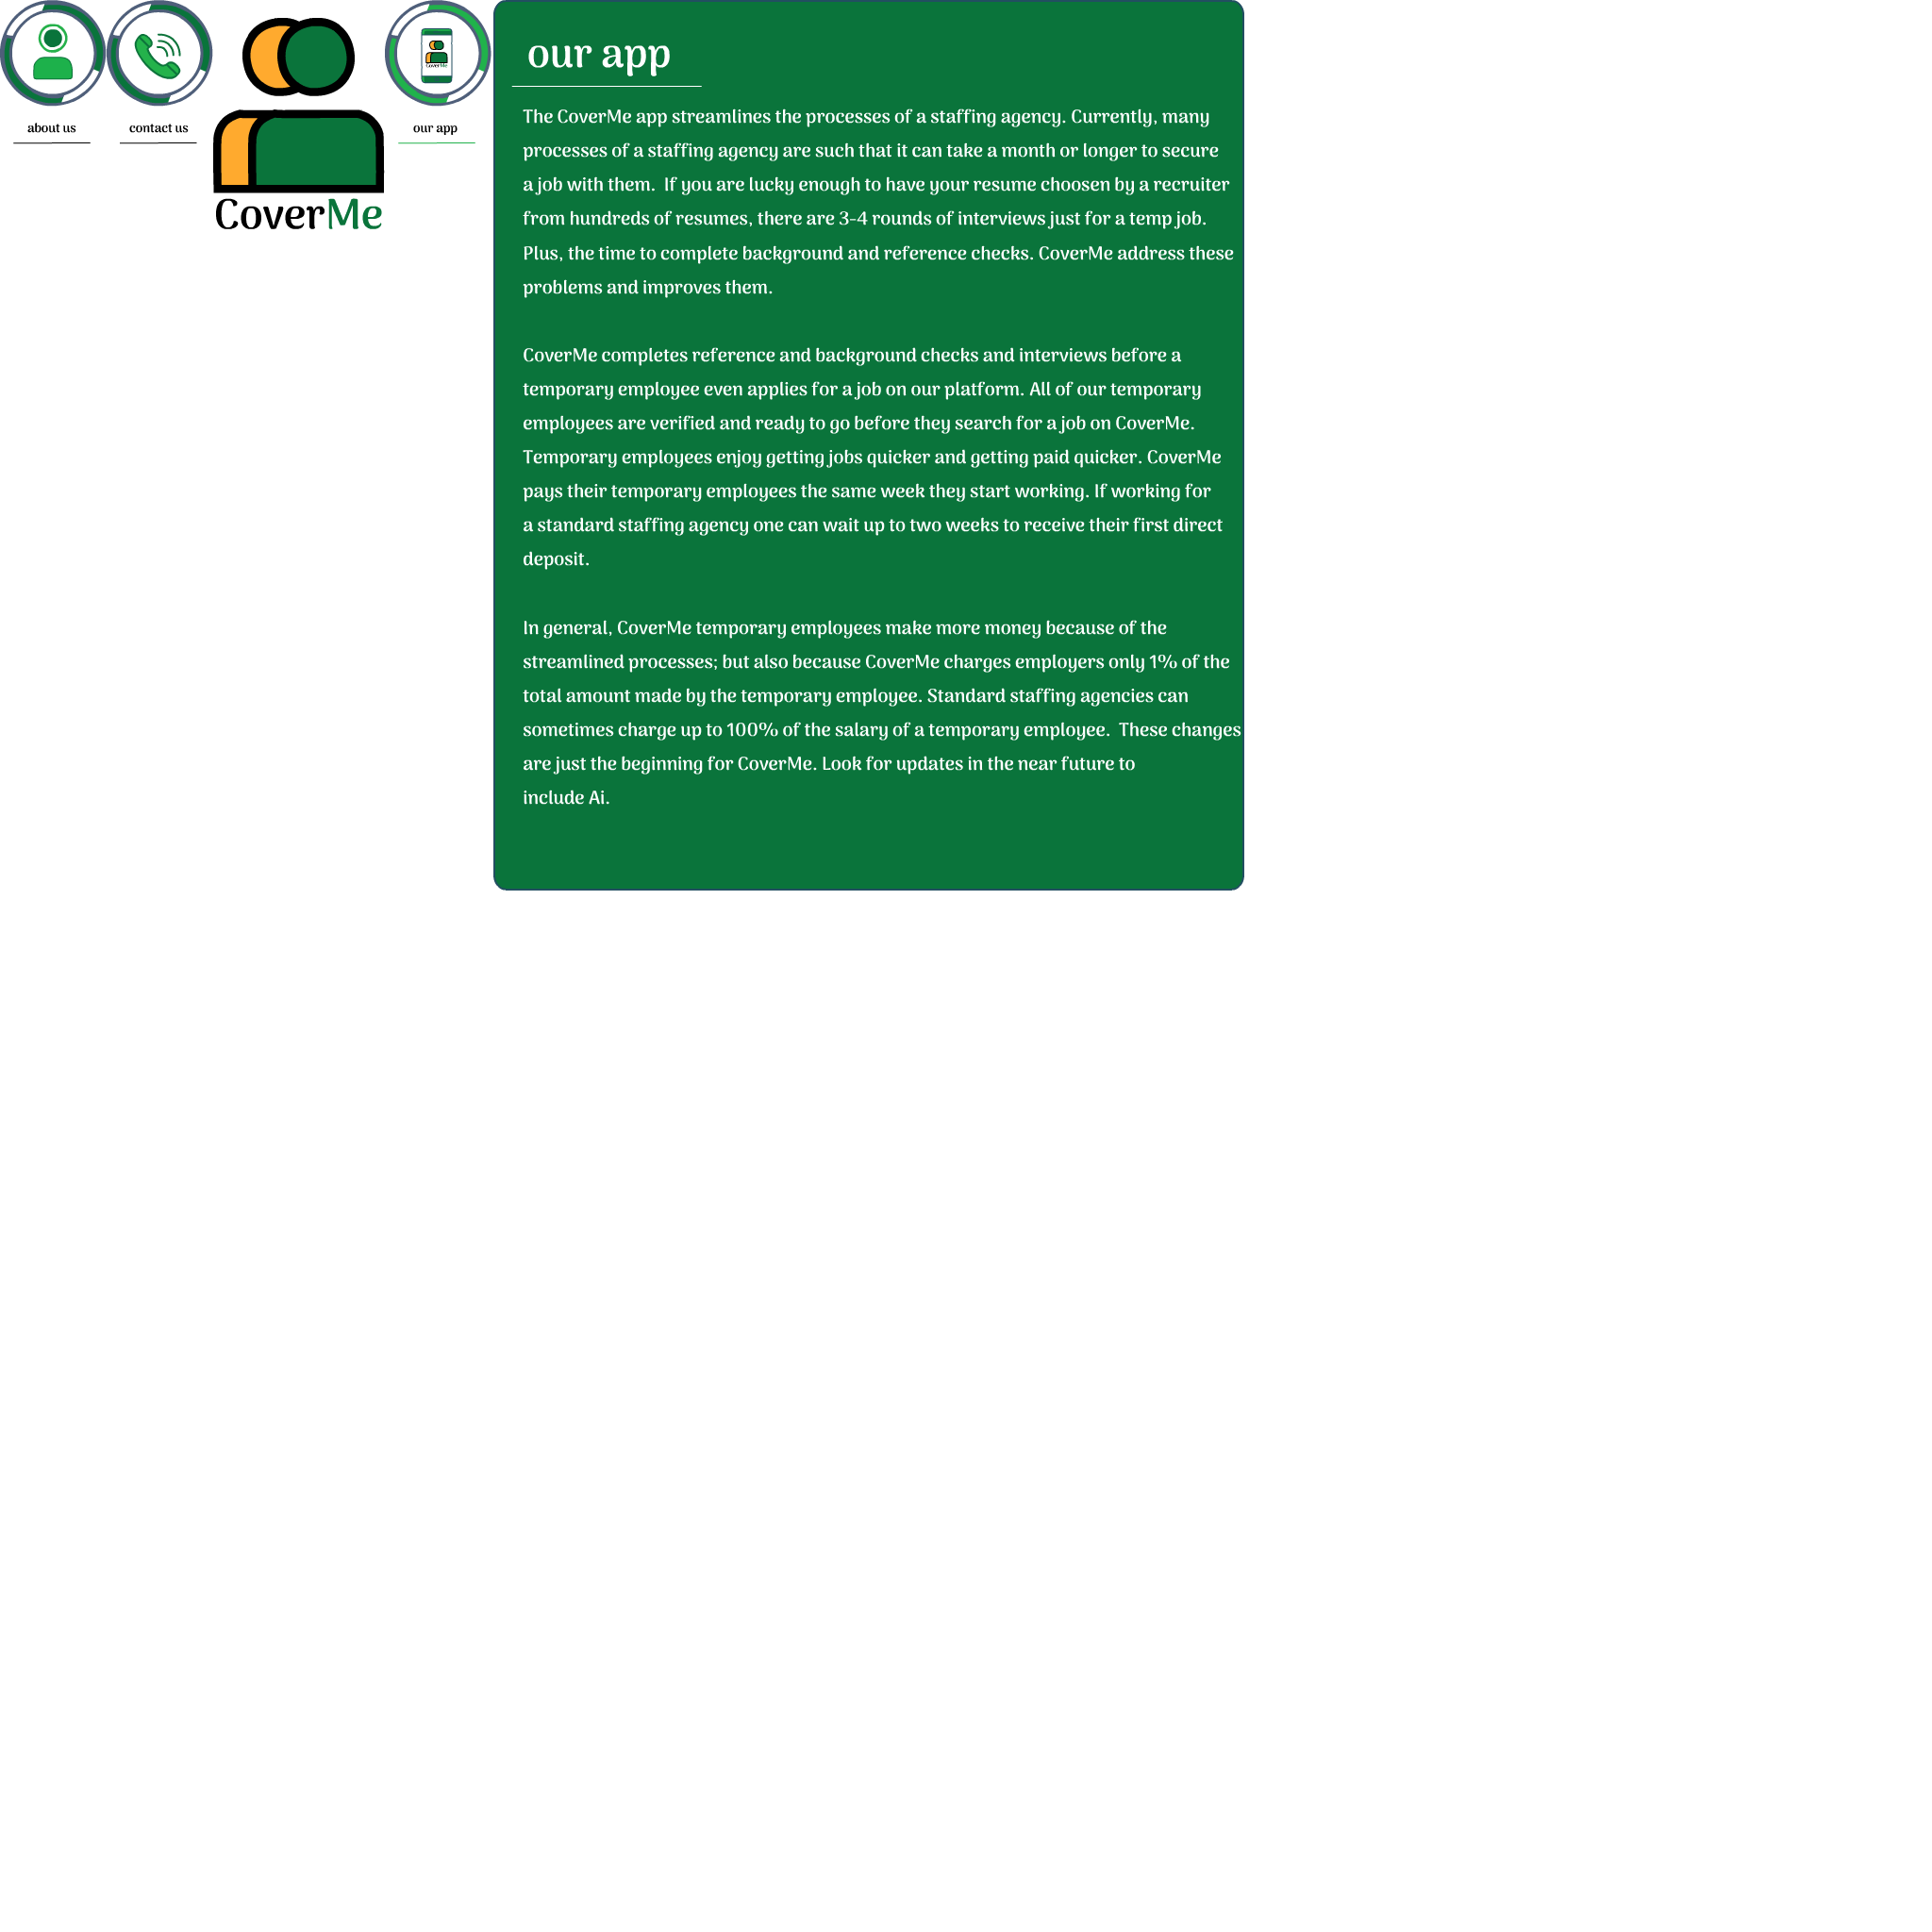 about us
contact us
CoverMe
CoverMe
our app
our app
The CoverMe app streamlines the processes of a staffing agency. Currently, many
processes of a staffing agency are such that it can take a month or longer to secure
a job with them.  If you are lucky enough to have your resume choosen by a recruiter
from hundreds of resumes, there are 3-4 rounds of interviews just for a temp job.
Plus, the time to complete background and reference checks. CoverMe address these
problems and improves them.
CoverMe completes reference and background checks and interviews before a
temporary employee even applies for a job on our platform. All of our temporary
employees are verified and ready to go before they search for a job on CoverMe.
Temporary employees enjoy getting jobs quicker and getting paid quicker. CoverMe
pays their temporary employees the same week they start working. If working for
a standard staffing agency one can wait up to two weeks to receive their first direct
deposit.
In general, CoverMe temporary employees make more money because of the
streamlined processes; but also because CoverMe charges employers only 1% of the
total amount made by the temporary employee. Standard staffing agencies can
sometimes charge up to 100% of the salary of a temporary employee.  These changes
are just the beginning for CoverMe. Look for updates in the near future to
include Ai.